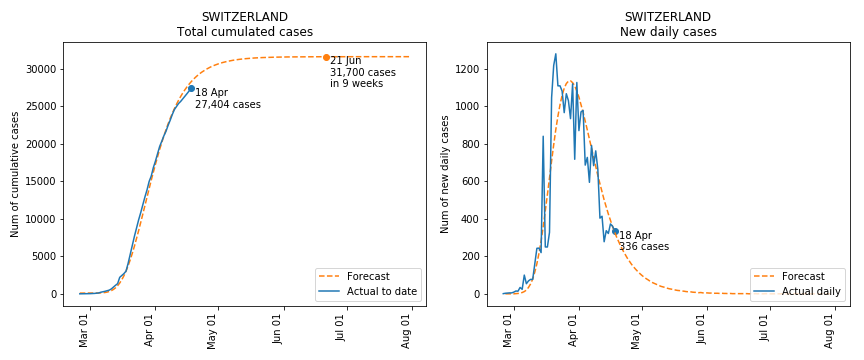 SWITZERLAND
Total cumulated cases
Num of cumulative cases
30000
25000
20000
15000
10000
5000
0
21 Jun
31,700 cases
in 9 weeks
18 Apr
27,404 cases
Forecast
Actual to date
Mar 01
Apr 01
May 01
Jun 01
Jul 01
Aug 01
SWITZERLAND
New daily cases
Num of new daily cases
1200
1000
800
600
400
200
0
18 Apr
336 cases
Forecast
Actual daily
Mar 01
Apr 01
May 01
Jun 01
Jul 01
Aug 01